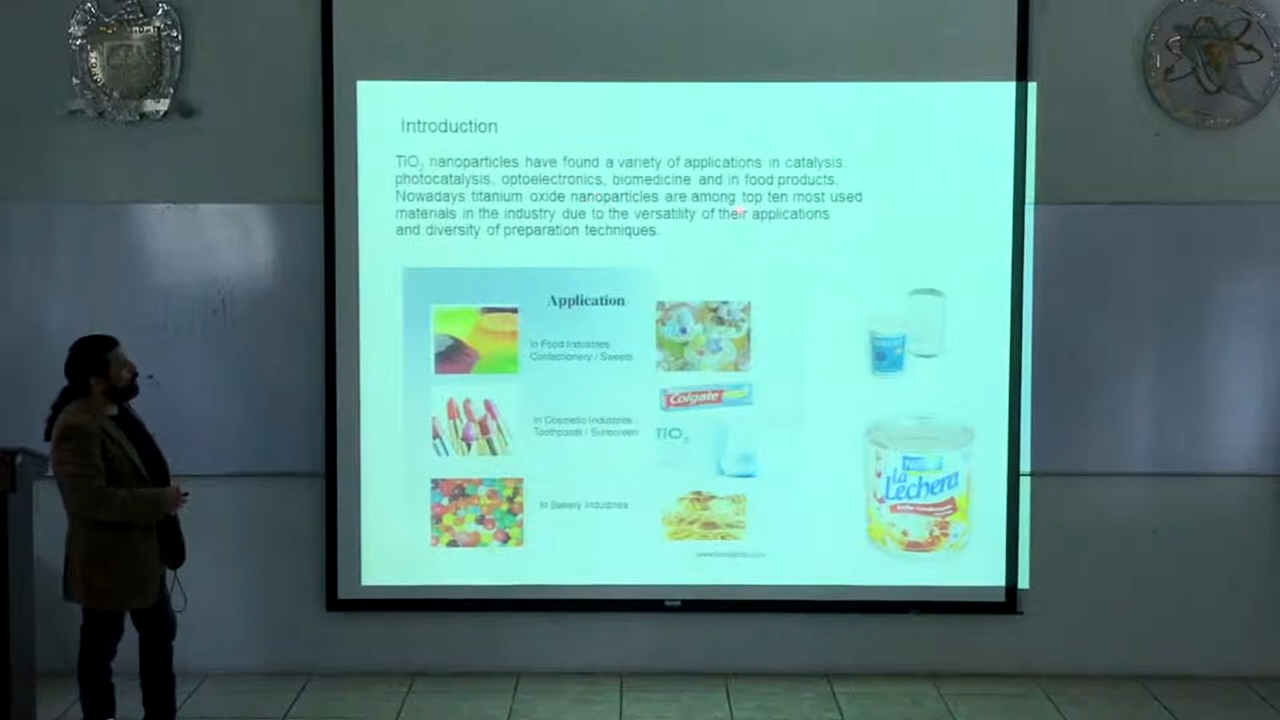 Introduction
TiO2 nanoparticles have found a variety of applications in catalysis
photocatalysis, optoelectronics, biomedicine and in food products.
Nowadays titanium oxide nanoparticles are among top ten most used
materials in the industry due to the versatility of their applications
and diversity of preparation techniques.
Application
In Food Industries
Confectionery / Sweets
In Cosmetic Industries
Toothpaste / Sunscreen
Colgate
TiO2
In Bakery Industries
Nestlé
La
Lechera